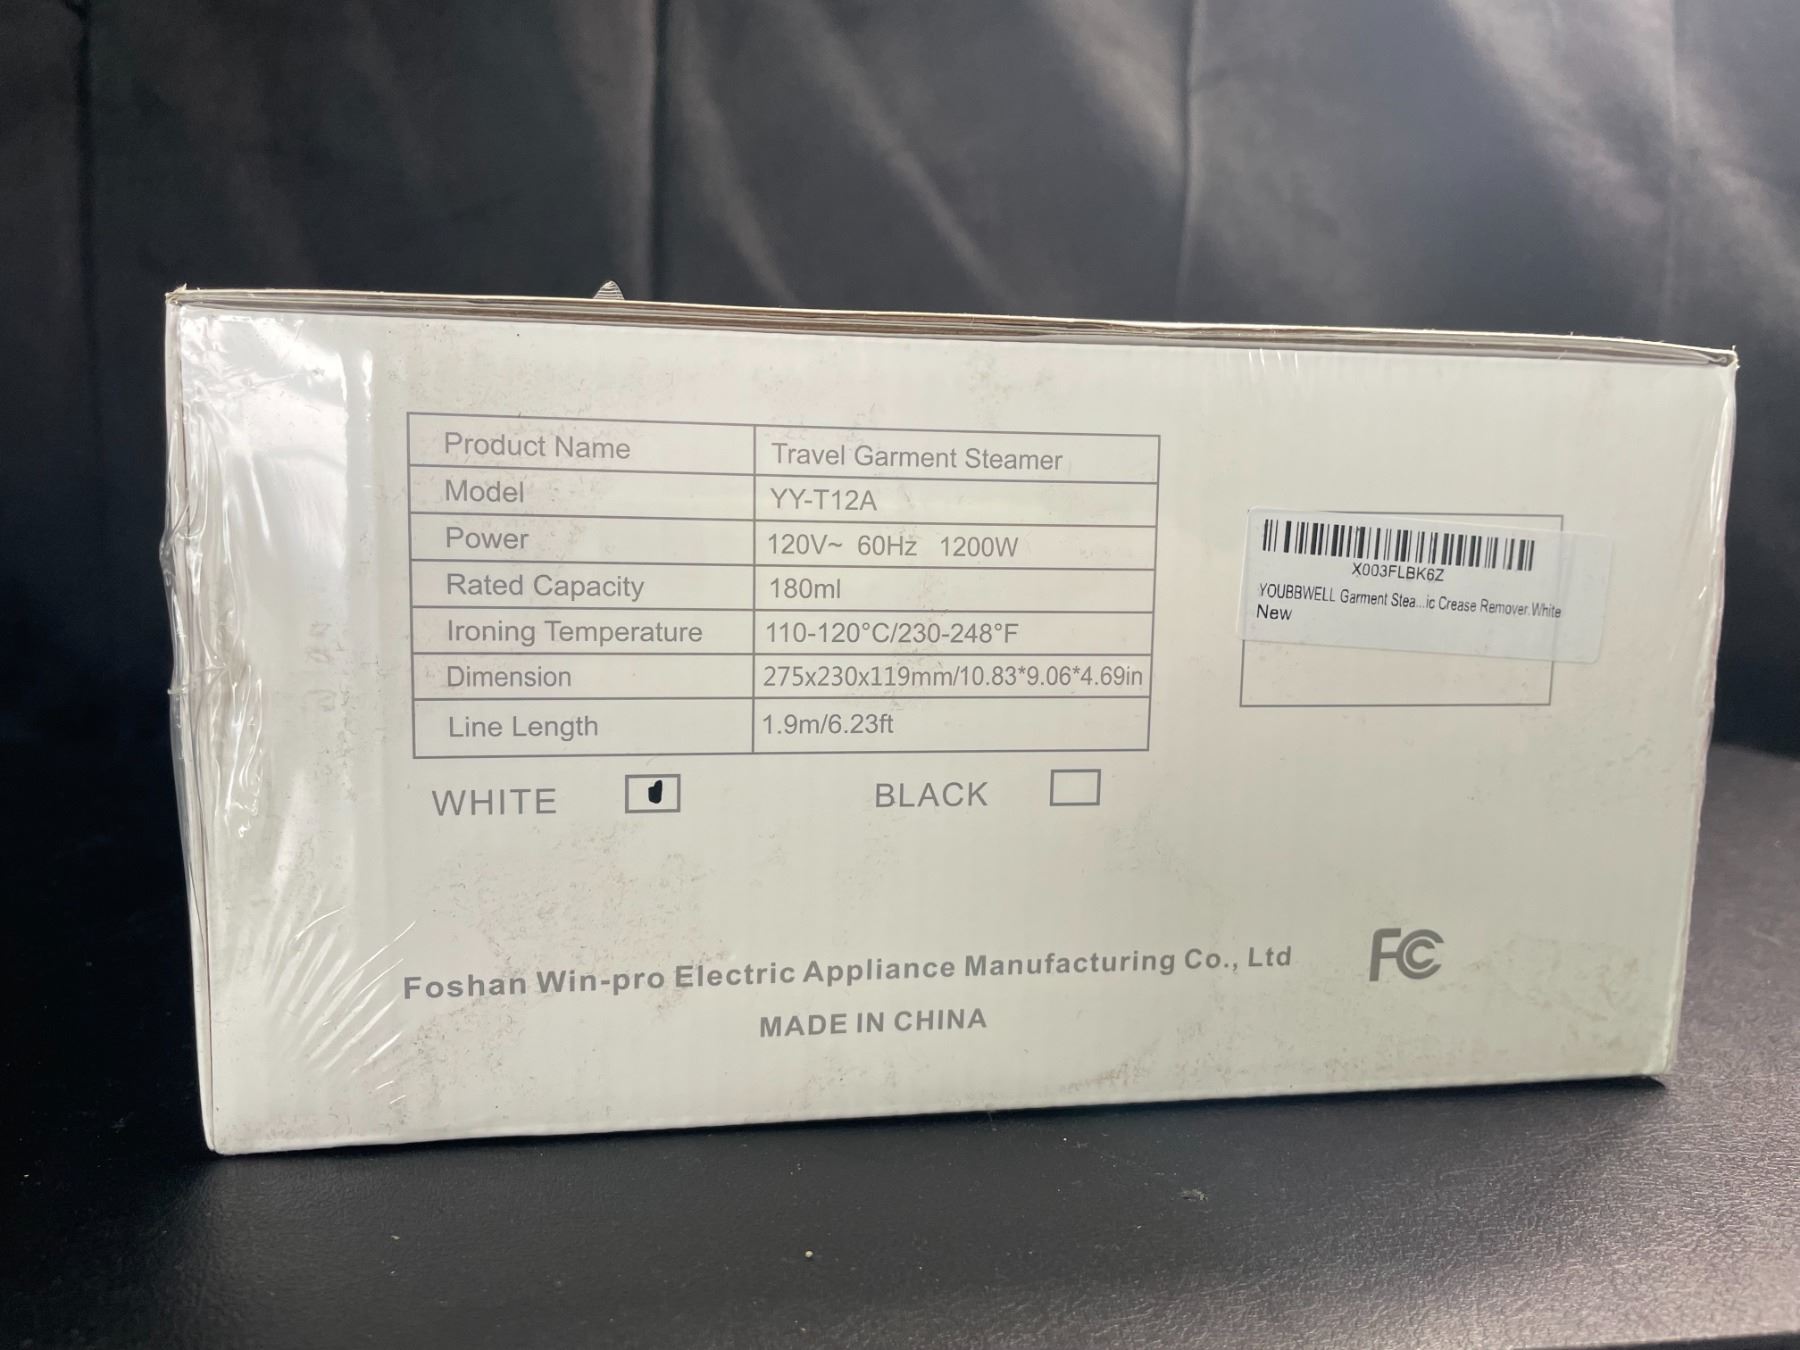 Product Name Travel Garment Steamer
Model YY-T12A
Power 120V~ 60Hz 1200W
Rated Capacity 180ml
Ironing Temperature 110-120°C/230-248°F
Dimension 275x230x119mm/10.83*9.06*4.69in
Line Length 1.9m/6.23ft
WHITE BLACK
X003FLBK6Z
YOUBBWELL Garment Stea...ic Crease Remover.White
New
Foshan Win-pro Electric Appliance Manufacturing Co., Ltd
FC
MADE IN CHINA